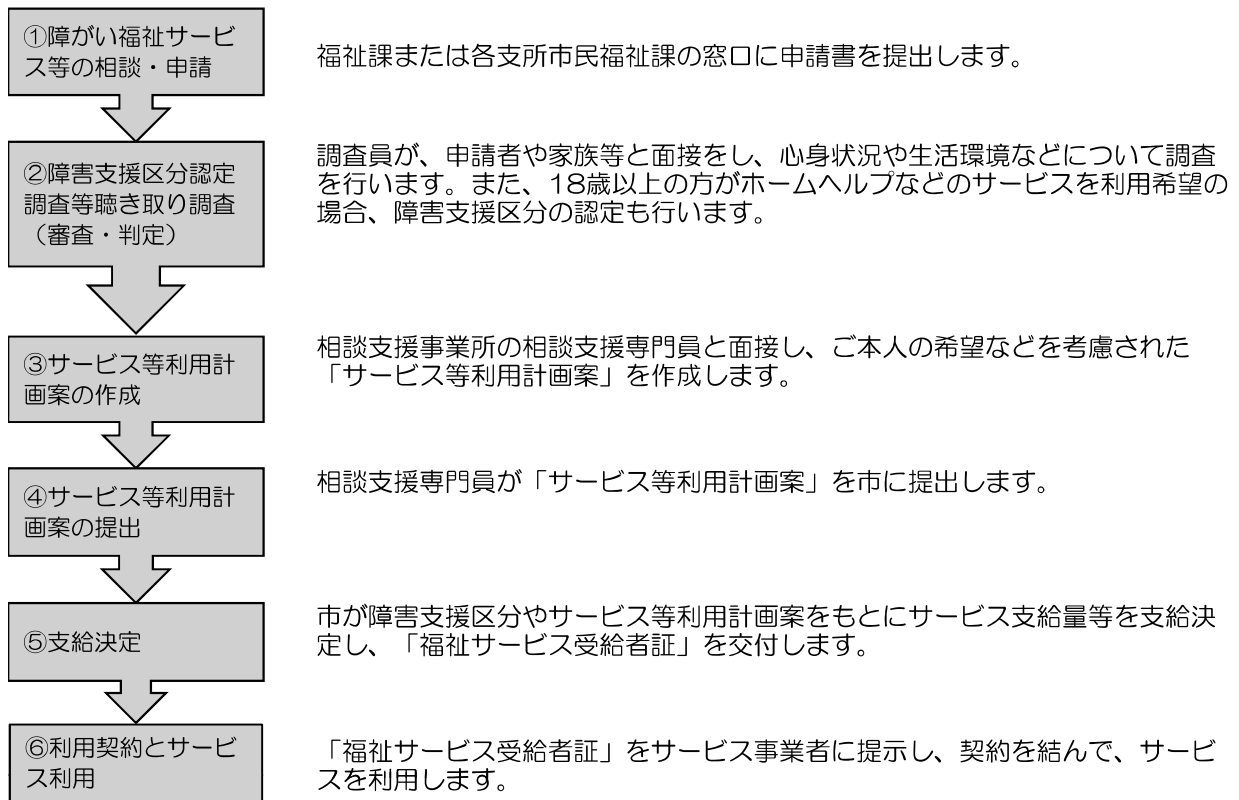 ①障がい福祉サービ
ス等の相談・申請
福祉課または各支所市民福祉課の窓口に申請書を提出します。
②障害支援区分認定
調査等聴き取り調査
（審査・判定）
調査員が、申請者や家族等と面接をし、心身状況や生活環境などについて調査
を行います。また、18歳以上の方がホームヘルプなどのサービスを利用希望の
場合、障害支援区分の認定も行います。
③サービス等利用計
画案の作成
相談支援事業所の相談支援専門員と面接し、ご本人の希望などを考慮された
「サービス等利用計画案」を作成します。
④サービス等利用計
画案の提出
相談支援専門員が「サービス等利用計画案」を市に提出します。
⑤支給決定
市が障害支援区分やサービス等利用計画案をもとにサービス支給量等を支給決
定し、「福祉サービス受給者証」を交付します。
⑥利用契約とサービ
ス利用
「福祉サービス受給者証」をサービス事業者に提示し、契約を結んで、サービ
スを利用します。